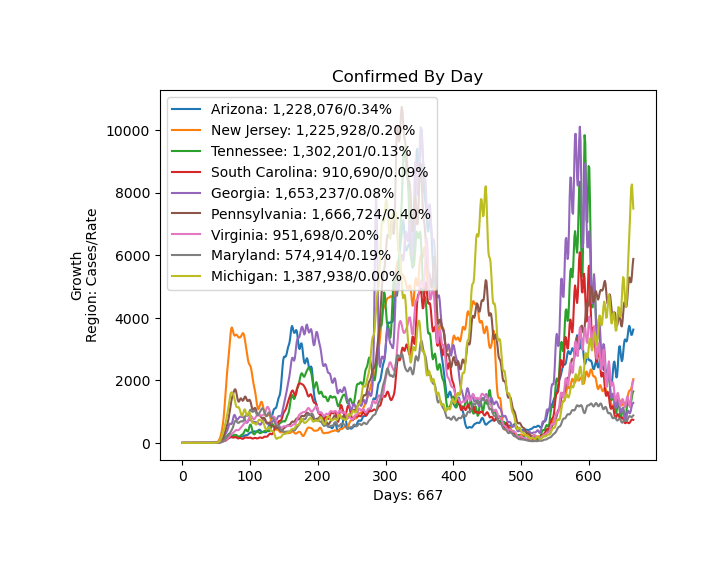 Confirmed By Day
Growth
Region: Cases/Rate
10000
8000
6000
4000
2000
0
Arizona: 1,228,076/0.34%
New Jersey: 1,225,928/0.20%
Tennessee: 1,302,201/0.13%
South Carolina: 910,690/0.09%
Georgia: 1,653,237/0.08%
Pennsylvania: 1,666,724/0.40%
Virginia: 951,698/0.20%
Maryland: 574,914/0.19%
Michigan: 1,387,938/0.00%
0 100 200 300 400 500 600
Days: 667